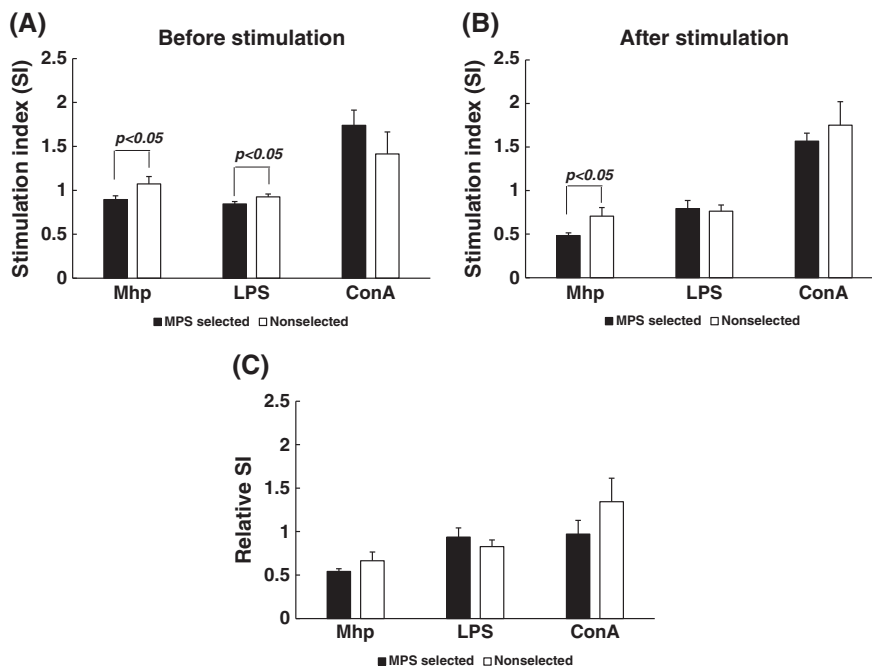 (A)
Before stimulation
Stimulation index (SI)
2.5
2
1.5
1
0.5
0
p<0.05
p<0.05
Mhp LPS ConA
MPS selected Nonselected
(B)
After stimulation
Stimulation index (SI)
2.5
2
1.5
1
0.5
0
p<0.05
Mhp LPS ConA
MPS selected Nonselected
(C)
Relative SI
2.5
2
1.5
1
0.5
0
Mhp LPS ConA
MPS selected Nonselected